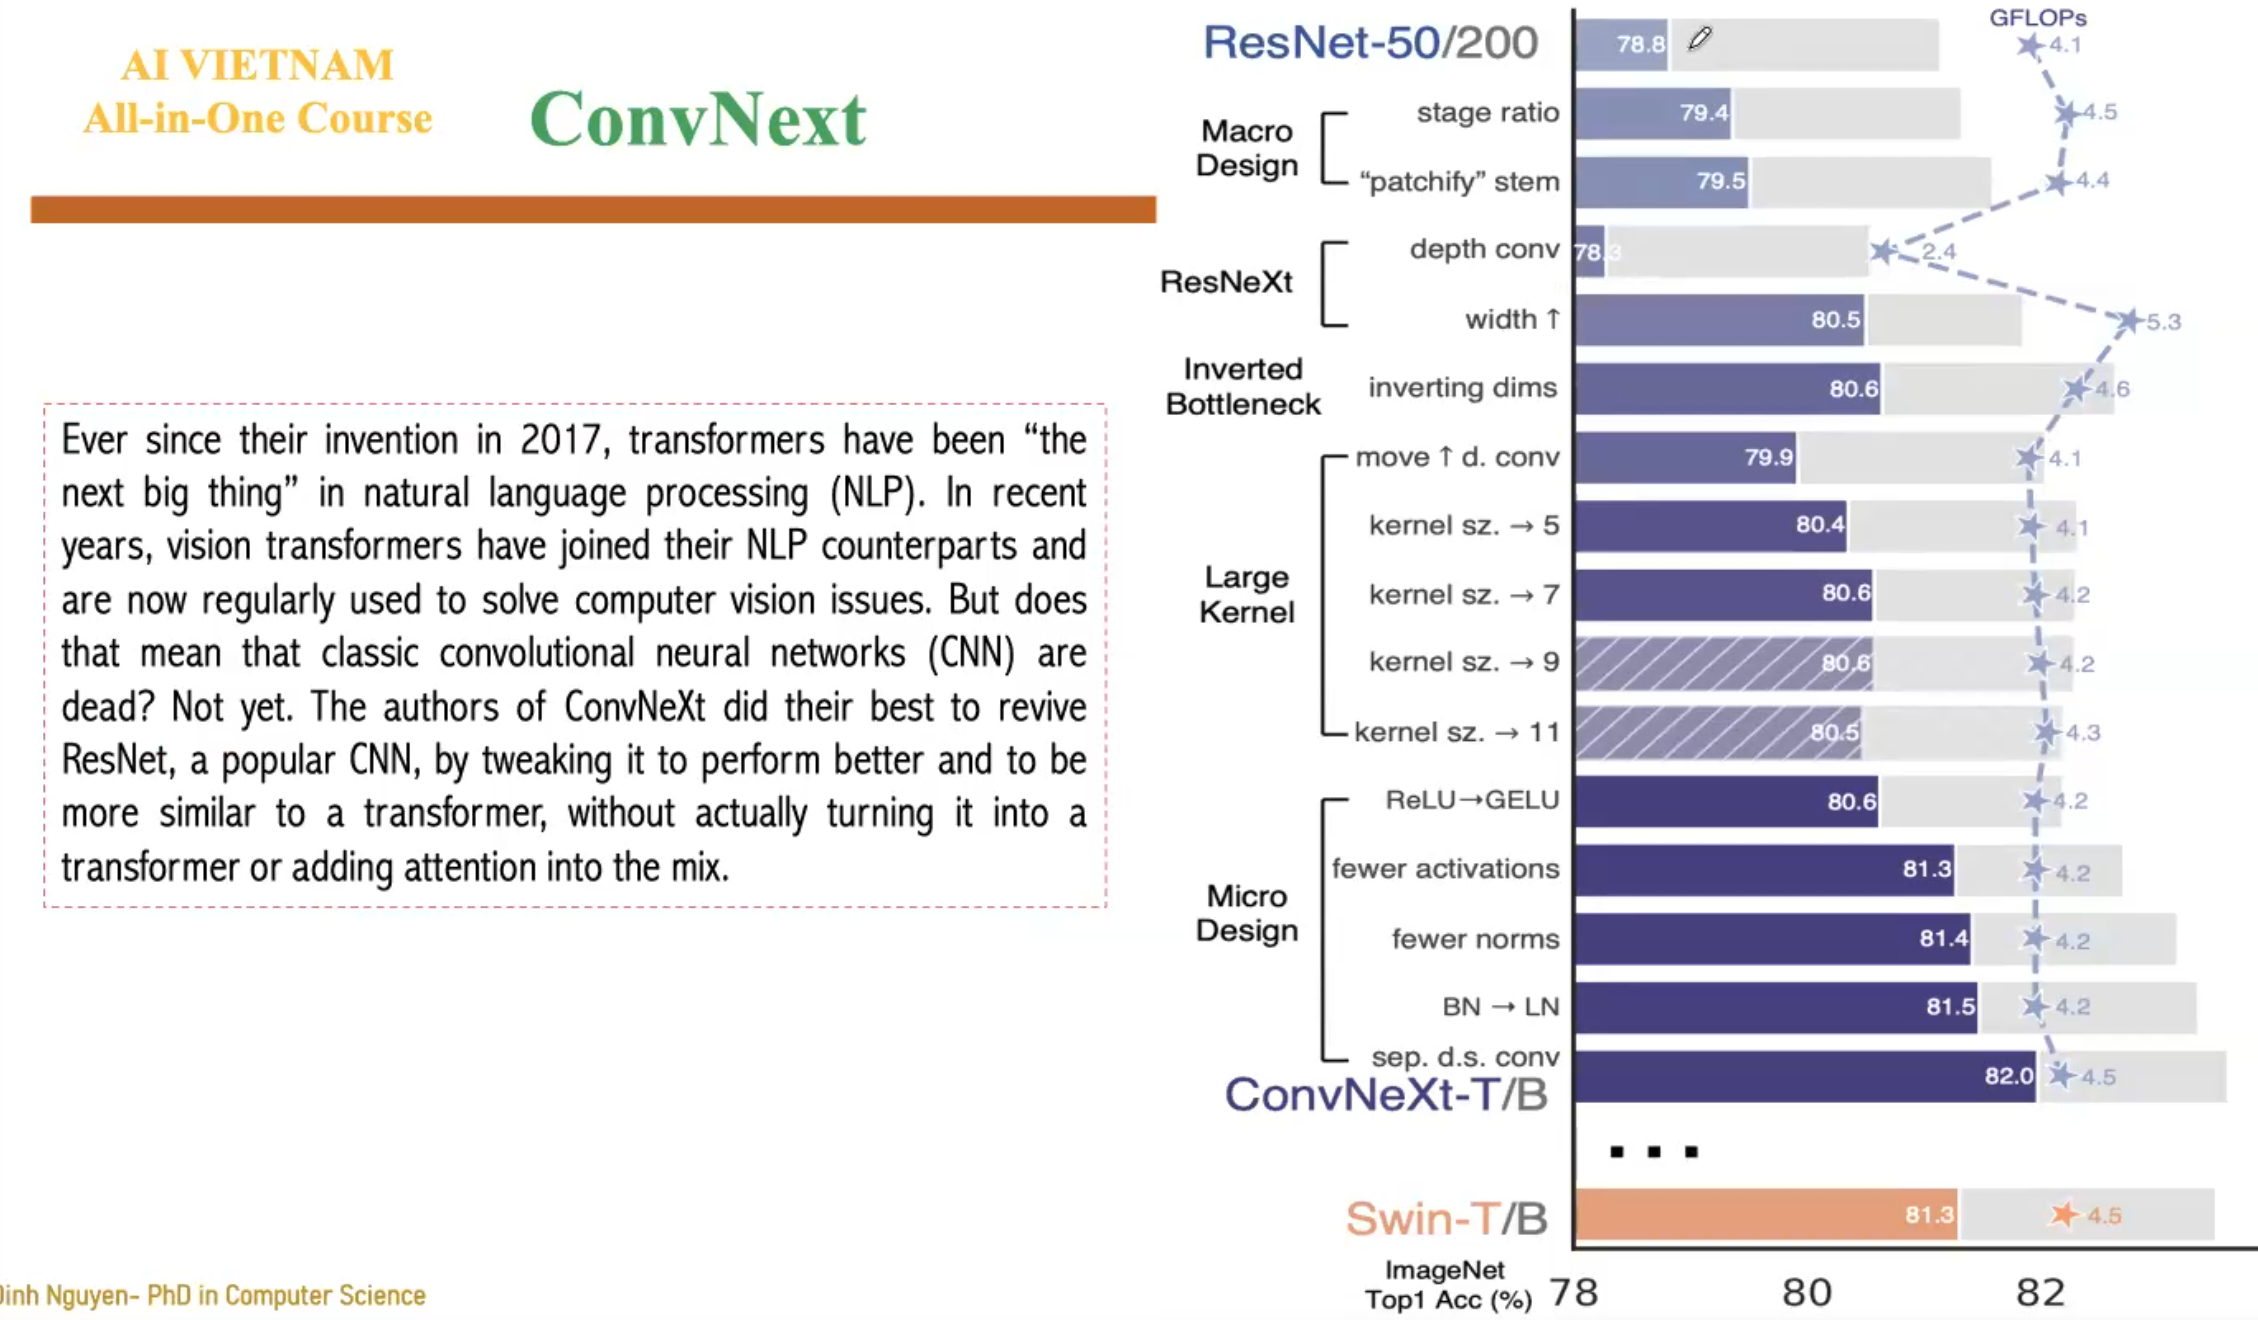 AI VIETNAM
All-in-One Course
ConvNext
Ever since their invention in 2017, transformers have been “the
next big thing” in natural language processing (NLP). In recent
years, vision transformers have joined their NLP counterparts and
are now regularly used to solve computer vision issues. But does
that mean that classic convolutional neural networks (CNN) are
dead? Not yet. The authors of ConvNeXt did their best to revive
ResNet, a popular CNN, by tweaking it to perform better and to be
more similar to a transformer, without actually turning it into a
transformer or adding attention into the mix.
Dinh Nguyen- PhD in Computer Science
GFLOPs
ResNet-50/200 78.8 4.1
Macro
Design
stage ratio 79.4 4.5
“patchify” stem 79.5 4.4
ResNeXt
depth conv 78.3 2.4
width ↑ 80.5 5.3
Inverted
Bottleneck
inverting dims 80.6 4.6
Large
Kernel
move ↑ d. conv 79.9 4.1
kernel sz. → 5 80.4 4.1
kernel sz. → 7 80.6 4.2
kernel sz. → 9 80.6 4.2
kernel sz. → 11 80.5 4.3
Micro
Design
ReLU→GELU 80.6 4.2
fewer activations 81.3 4.2
fewer norms 81.4 4.2
BN → LN 81.5 4.2
sep. d.s. conv
ConvNeXt-T/B 82.0 4.5
...
Swin-T/B 81.3 4.5
ImageNet
Top1 Acc (%) 78 80 82